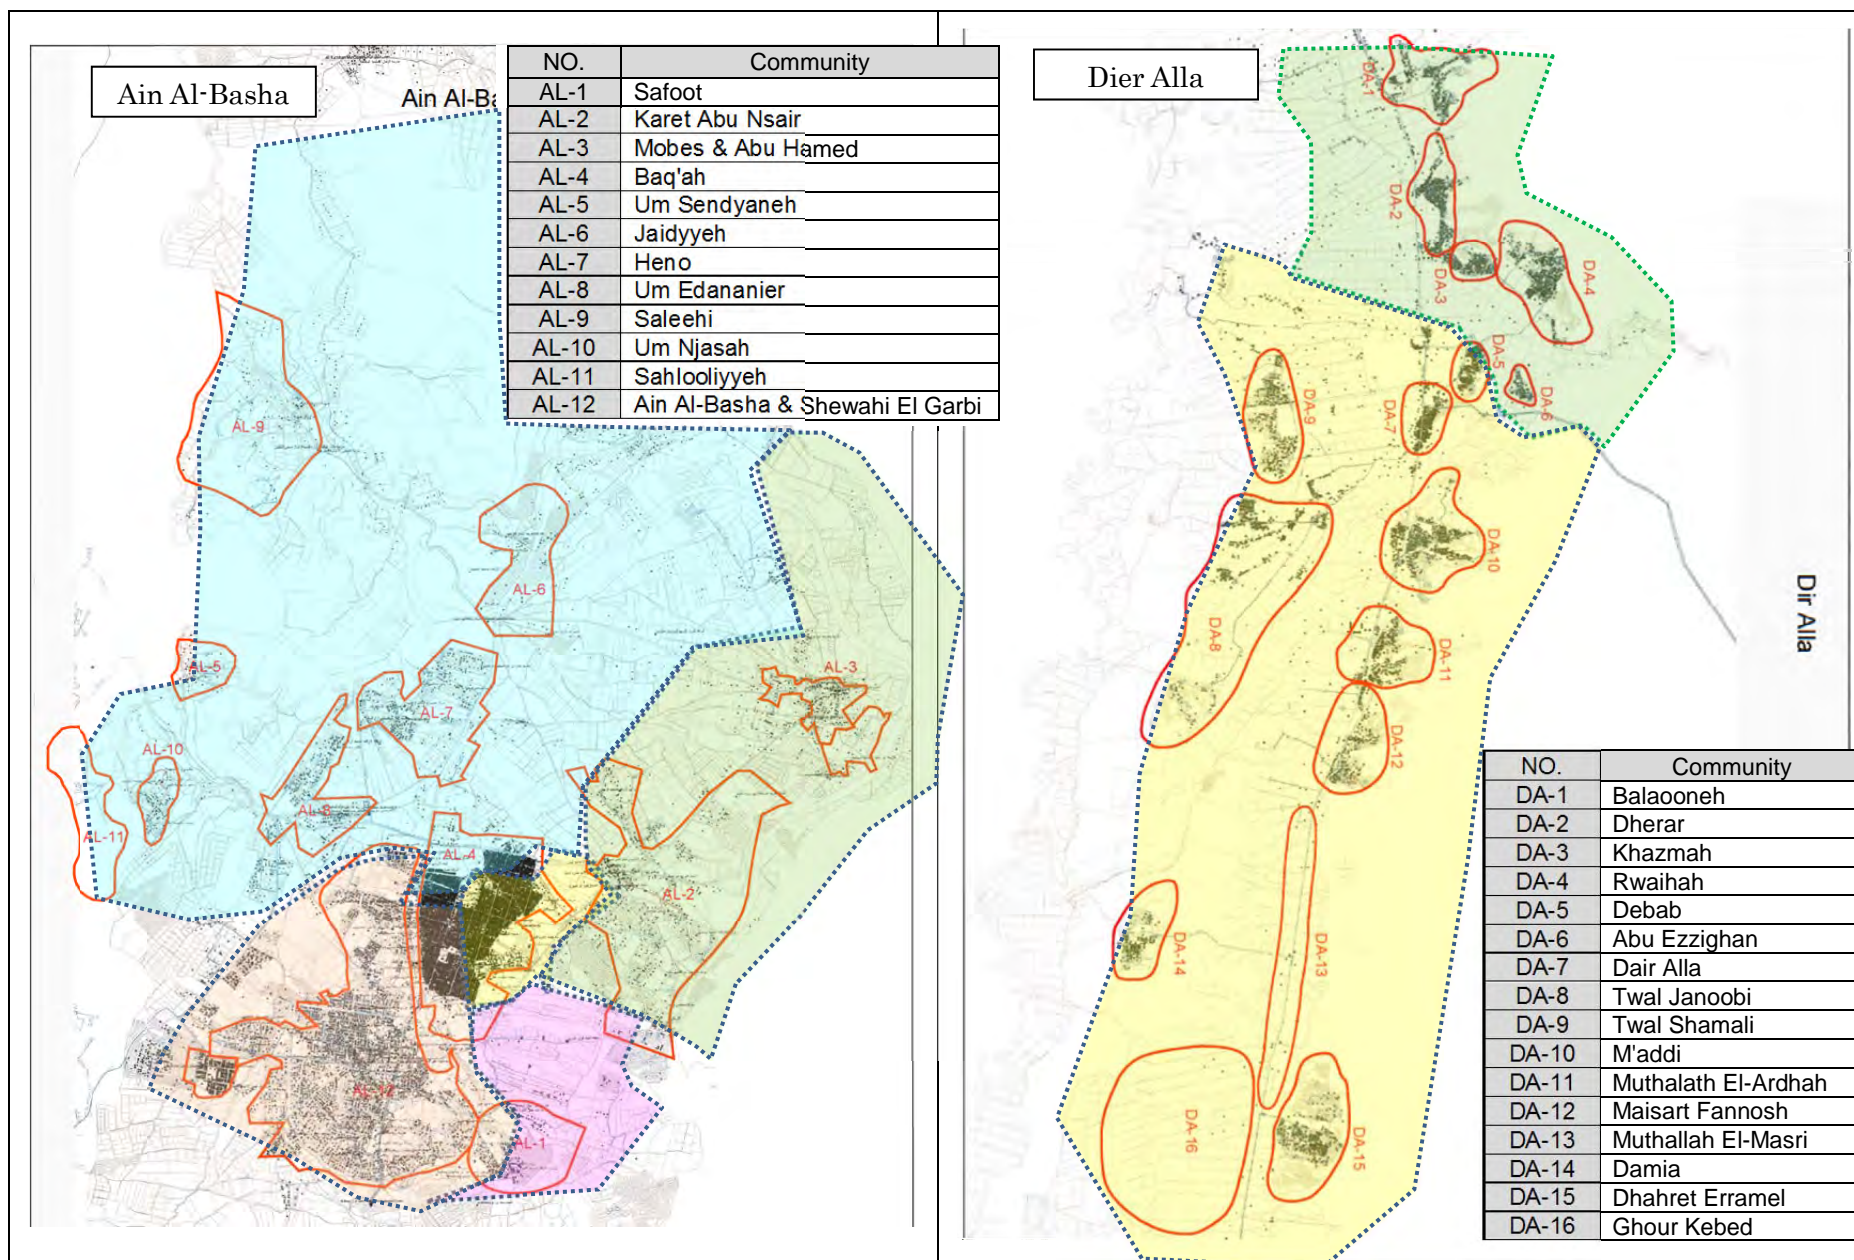 Ain Al-Basha
Ain Al-Ba
NO. Community
AL-1 Safoot
AL-2 Karet Abu Nsair
AL-3 Mobes & Abu Hamed
AL-4 Baq'ah
AL-5 Um Sendyaneh
AL-6 Jaidyyeh
AL-7 Heno
AL-8 Um Edananier
AL-9 Saleehi
AL-10 Um Njasah
AL-11 Sahlooliyyeh
AL-12 Ain Al-Basha & Shewahi El Garbi
AL-9
AL-6
AL-5
AL-3
AL-7
AL-10
AL-8
AL-11
AL-4
AL-2
AL-12
AL-1
Dier Alla
DA-1
DA-2
DA-3
DA-4
DA-5
DA-6
DA-9
DA-7
DA-10
DA-8
DA-11
DA-12
DA-14
DA-13
DA-16
DA-15
Dir Alla
NO. Community
DA-1 Balaooneh
DA-2 Dherar
DA-3 Khazmah
DA-4 Rwaihah
DA-5 Debab
DA-6 Abu Ezzighan
DA-7 Dair Alla
DA-8 Twal Janoobi
DA-9 Twal Shamali
DA-10 M'addi
DA-11 Muthalath El-Ardhah
DA-12 Maisart Fannosh
DA-13 Muthallah El-Masri
DA-14 Damia
DA-15 Dhahret Erramel
DA-16 Ghour Kebed